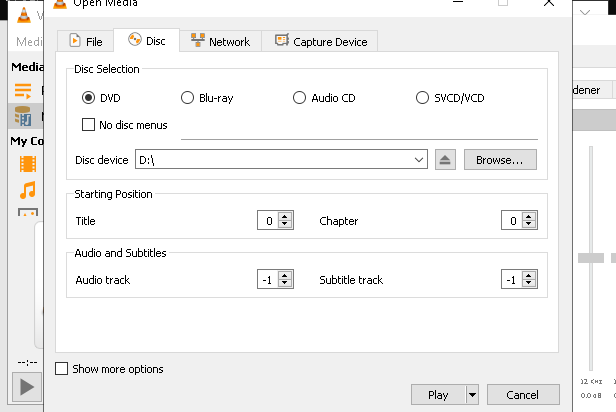 Open Media
Medi
File
Disc
Network
Capture Device
Media
dener
Disc Selection
DVD
Blu-ray
Audio CD
SVCD/VCD
No disc menus
My Co
Disc device
D:\
Browse...
Starting Position
Title
0
Chapter
0
Audio and Subtitles
Audio track
-1
Subtitle track
-1
--:--
Show more options
Play
Cancel
0.0 dB